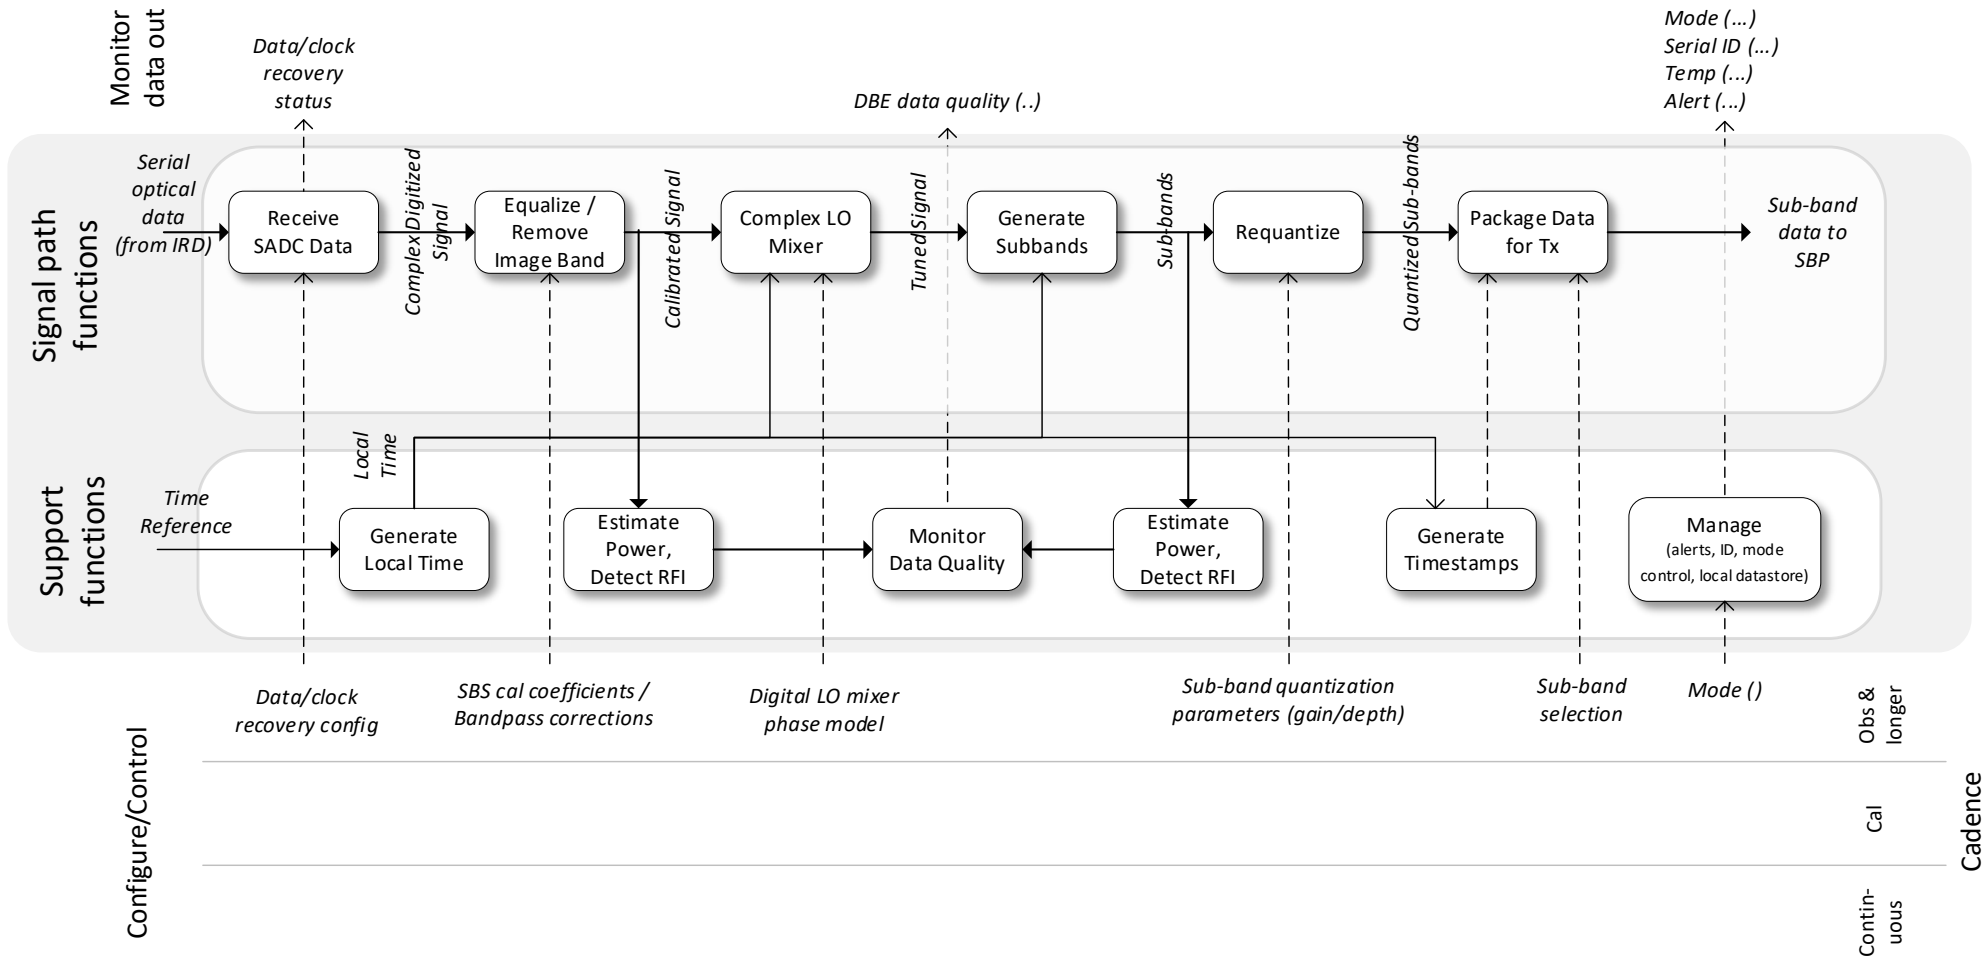 Monitor
data out
Data/clock
recovery
status
DBE data quality (..)
Mode (...)
Serial ID (...)
Temp (...)
Alert (...)
Signal path
functions
Serial
optical
data
(from IRD)
Receive
SADC Data
Complex Digitized
Signal
Equalize /
Remove
Image Band
Calibrated Signal
Complex LO
Mixer
Tuned Signal
Generate
Subbands
Sub-bands
Requantize
Quantized Sub-bands
Package Data
for Tx
Sub-band
data to
SBP
Support
functions
Local
Time
Time
Reference
Generate
Local Time
Estimate
Power,
Detect RFI
Monitor
Data Quality
Estimate
Power,
Detect RFI
Generate
Timestamps
Manage
(alerts, ID, mode
control, local datastore)
Configure/Control
Data/clock
recovery config
SBS cal coefficients /
Bandpass corrections
Digital LO mixer
phase model
Sub-band quantization
parameters (gain/depth)
Sub-band
selection
Mode ()
Obs &
longer
Cal
Contin-
uous
Cadence